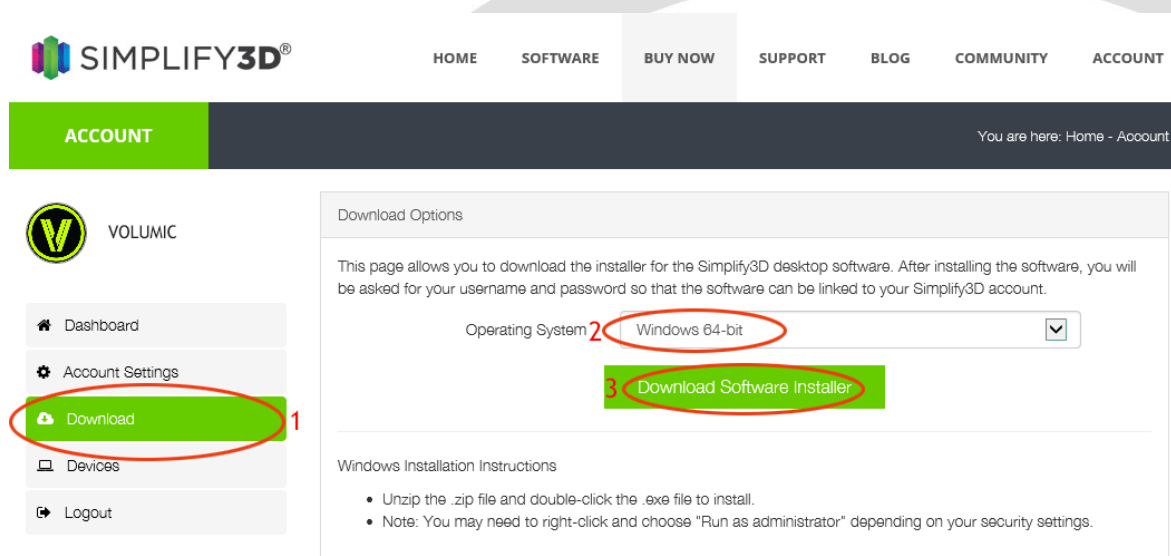 SIMPLIFY3D®
HOME SOFTWARE BUY NOW SUPPORT BLOG COMMUNITY ACCOUNT
ACCOUNT
You are here: Home - Account
V VOLUMIC
Dashboard
Account Settings
Download 1
Devices
Logout
Download Options
This page allows you to download the installer for the Simplify3D desktop software. After installing the software, you will
be asked for your username and password so that the software can be linked to your Simplify3D account.
Operating System 2 Windows 64-bit
3 Download Software Installer
Windows Installation Instructions
• Unzip the .zip file and double-click the .exe file to install.
• Note: You may need to right-click and choose "Run as administrator" depending on your security settings.